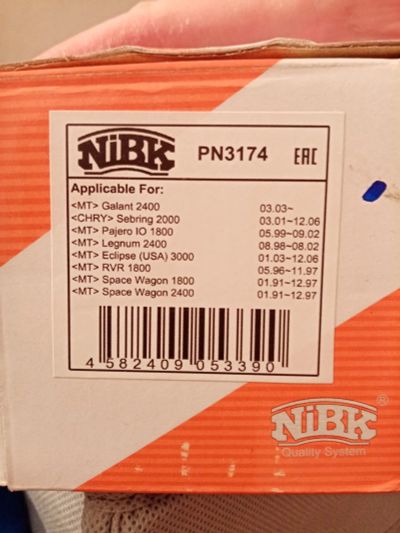 NiBK PN3174 EAC
Applicable For:
<MT> Galant 2400 03.03~
<CHRY> Sebring 2000 03.01~12.06
<MT> Pajero IO 1800 05.99~09.02
<MT> Legnum 2400 08.98~08.02
<MT> Eclipse (USA) 3000 01.03~12.06
<MT> RVR 1800 05.96~11.97
<MT> Space Wagon 1800 01.91~12.97
<MT> Space Wagon 2400 01.91~12.97
4 582409 053390
NiBK ®
Quality System